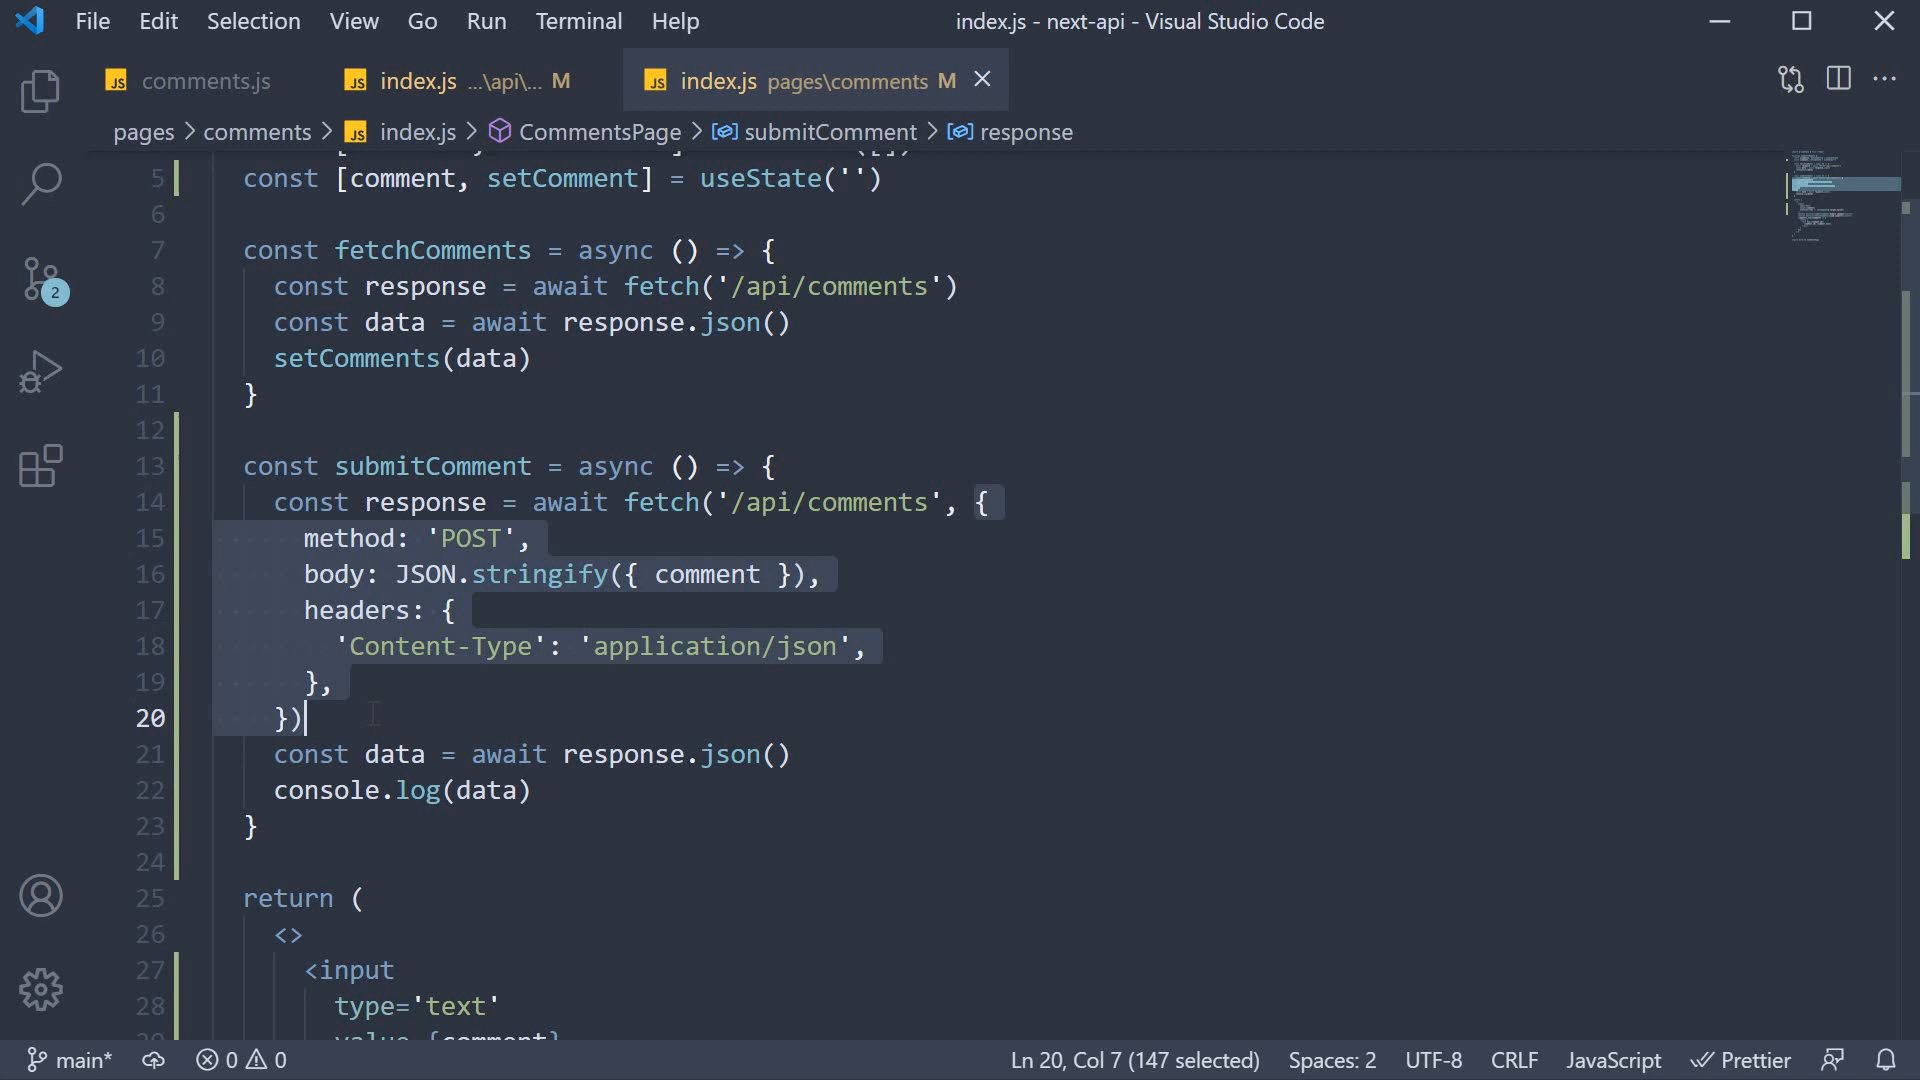 File Edit Selection View Go Run Terminal Help
index.js - next-api - Visual Studio Code
JS comments.js
JS index.js ...\api\... M
JS index.js pages\comments M
pages > comments > JS index.js > CommentsPage > submitComment > response
5 const [comment, setComment] = useState('')
6
7 const fetchComments = async () => {
8 const response = await fetch('/api/comments')
9 const data = await response.json()
10 setComments(data)
11 }
12
13 const submitComment = async () => {
14 const response = await fetch('/api/comments', {
15 method: 'POST',
16 body: JSON.stringify({ comment }),
17 headers: {
18 'Content-Type': 'application/json',
19 },
20 })
21 const data = await response.json()
22 console.log(data)
23 }
24
25 return (
26 <>
27 <input
28 type='text'
2
main* 0 0
Ln 20, Col 7 (147 selected) Spaces: 2 UTF-8 CRLF JavaScript Prettier